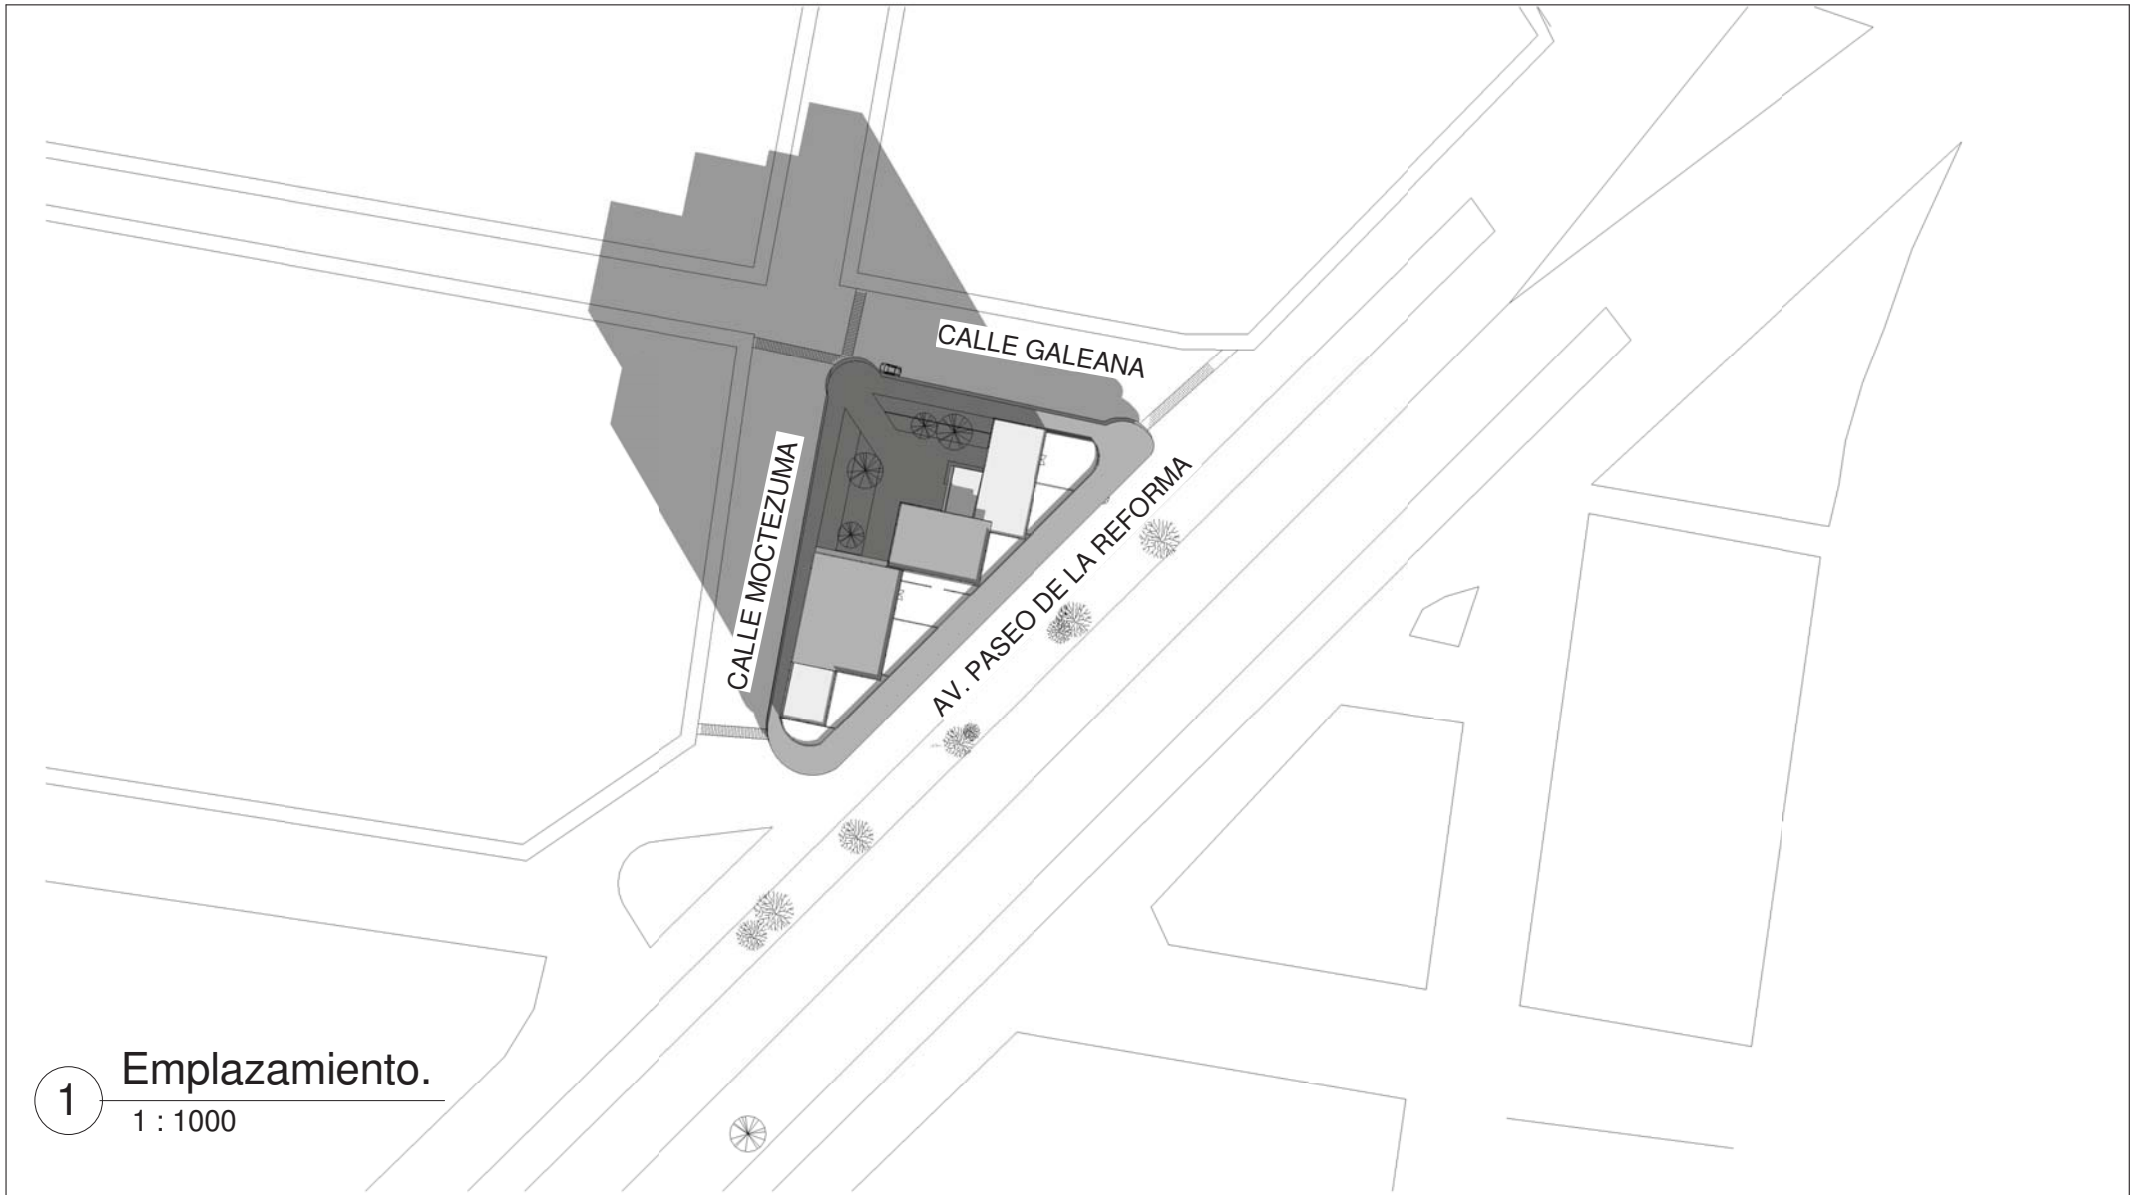 CALLE GALEANA
CALLE MOCTEZUMA
AV. PASEO DE LA REFORMA
1
Emplazamiento.
1 : 1000